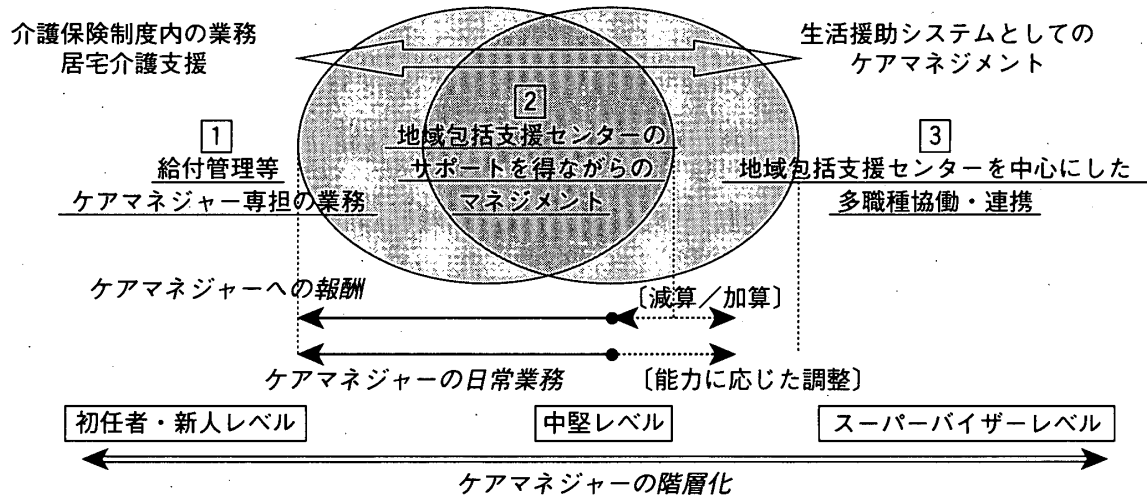 介護保険制度内の業務
居宅介護支援
生活援助システムとしての
ケアマネジメント
1
給付管理等
ケアマネジャー専担の業務
2
地域包括支援センターの
サポートを得ながらの
マネジメント
3
地域包括支援センターを中心にした
多職種協働・連携
ケアマネジャーへの報酬
〔減算／加算〕
ケアマネジャーの日常業務
〔能力に応じた調整〕
初任者・新人レベル
中堅レベル
スーパーバイザーレベル
ケアマネジャーの階層化